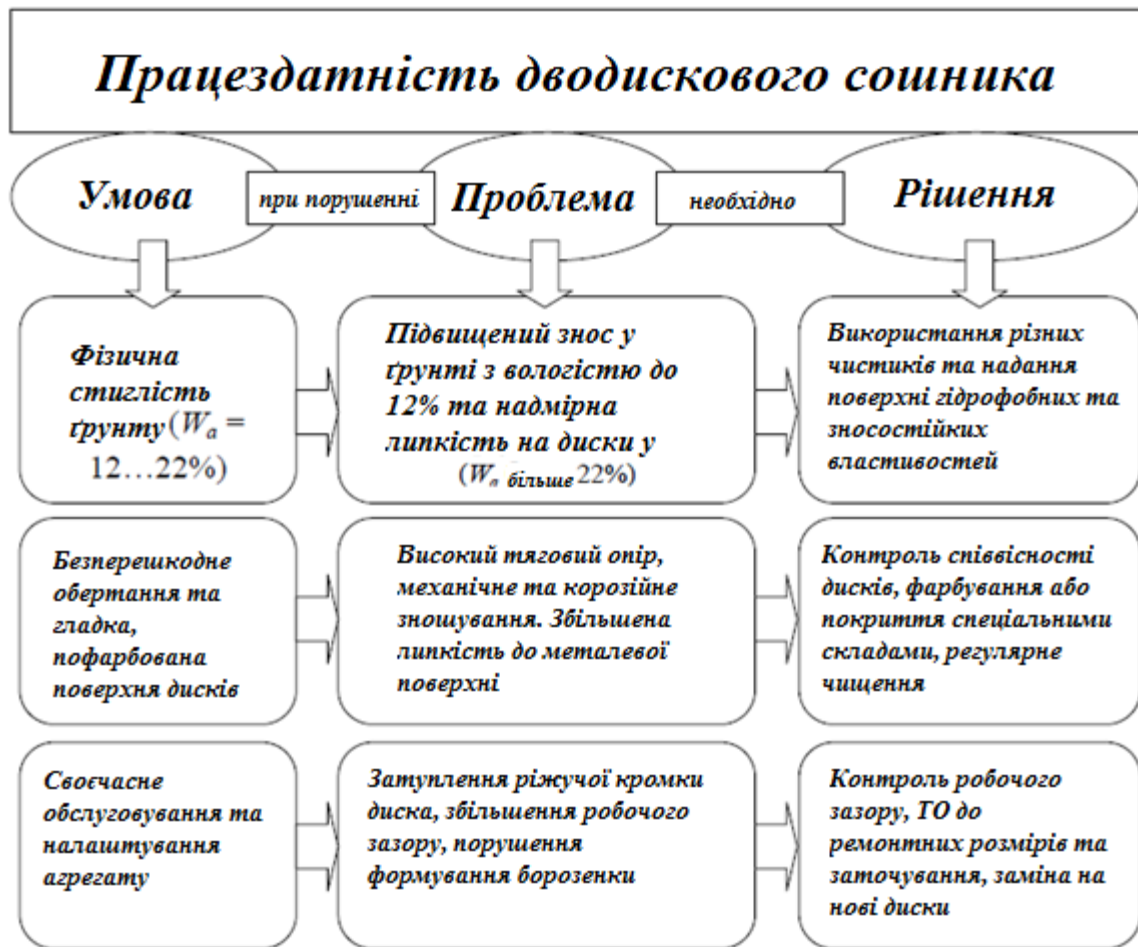 Працездатність дводискового сошника
Умова
при порушенні
Проблема
необхідно
Рішення
Фізична
стиглість
ґрунту (Wₐ =
12…22%)
Підвищений знос у
ґрунті з вологістю до
12% та надмірна
липкість на диски у
(Wₐ більше 22%)
Використання різних
чистиків та надання
поверхні гідрофобних та
зносостійких
властивостей
Безперешкодне
обертання та
гладка,
пофарбована
поверхня дисків
Високий тяговий опір,
механічне та корозійне
зношування. Збільшена
липкість до металевої
поверхні
Контроль співвісності
дисків, фарбування або
покриття спеціальними
складами, регулярне
чищення
Своєчасне
обслуговування та
налаштування
агрегату
Затуплення ріжучої кромки
диска, збільшення робочого
зазору, порушення
формування борозенки
Контроль робочого
зазору, ТО до
ремонтних розмірів та
заточування, заміна на
нові диски